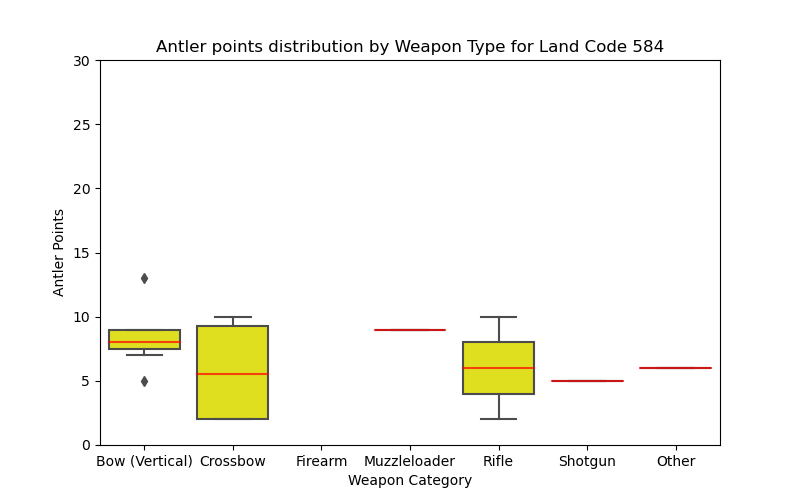 Antler points distribution by Weapon Type for Land Code 584
Antler Points
30
25
20
15
10
5
0
Bow (Vertical) Crossbow Firearm Muzzleloader Rifle Shotgun Other
Weapon Category